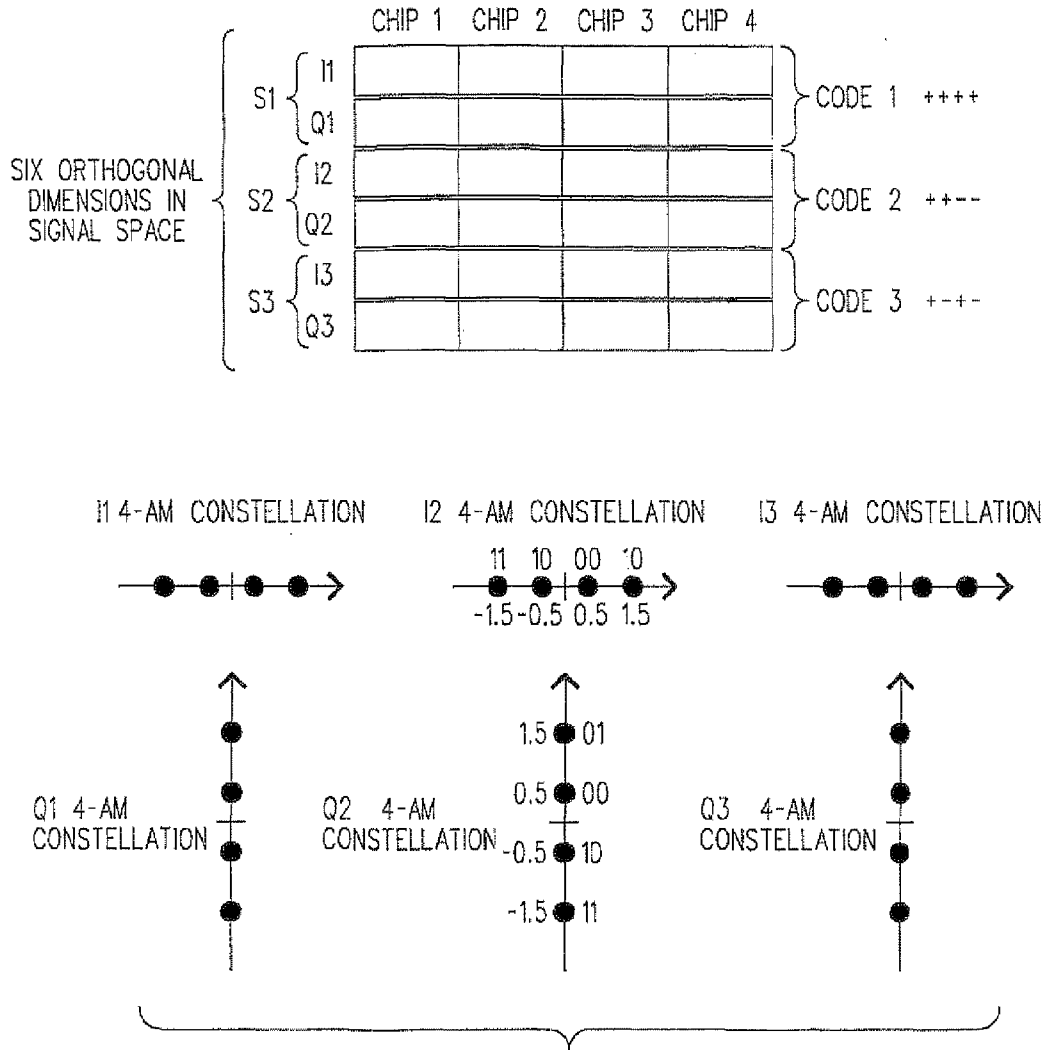 CHIP 1 CHIP 2 CHIP 3 CHIP 4
SIX ORTHOGONAL
DIMENSIONS IN
SIGNAL SPACE
S1
I1
Q1
CODE 1 ++++
S2
I2
Q2
CODE 2 ++--
S3
I3
Q3
CODE 3 +-+-
I1 4-AM CONSTELLATION
I2 4-AM CONSTELLATION
I3 4-AM CONSTELLATION
11 10 00 10
-1.5 -0.5 0.5 1.5
Q1 4-AM
CONSTELLATION
Q2 4-AM
CONSTELLATION
1.5 01
0.5 00
-0.5 10
-1.5 11
Q3 4-AM
CONSTELLATION